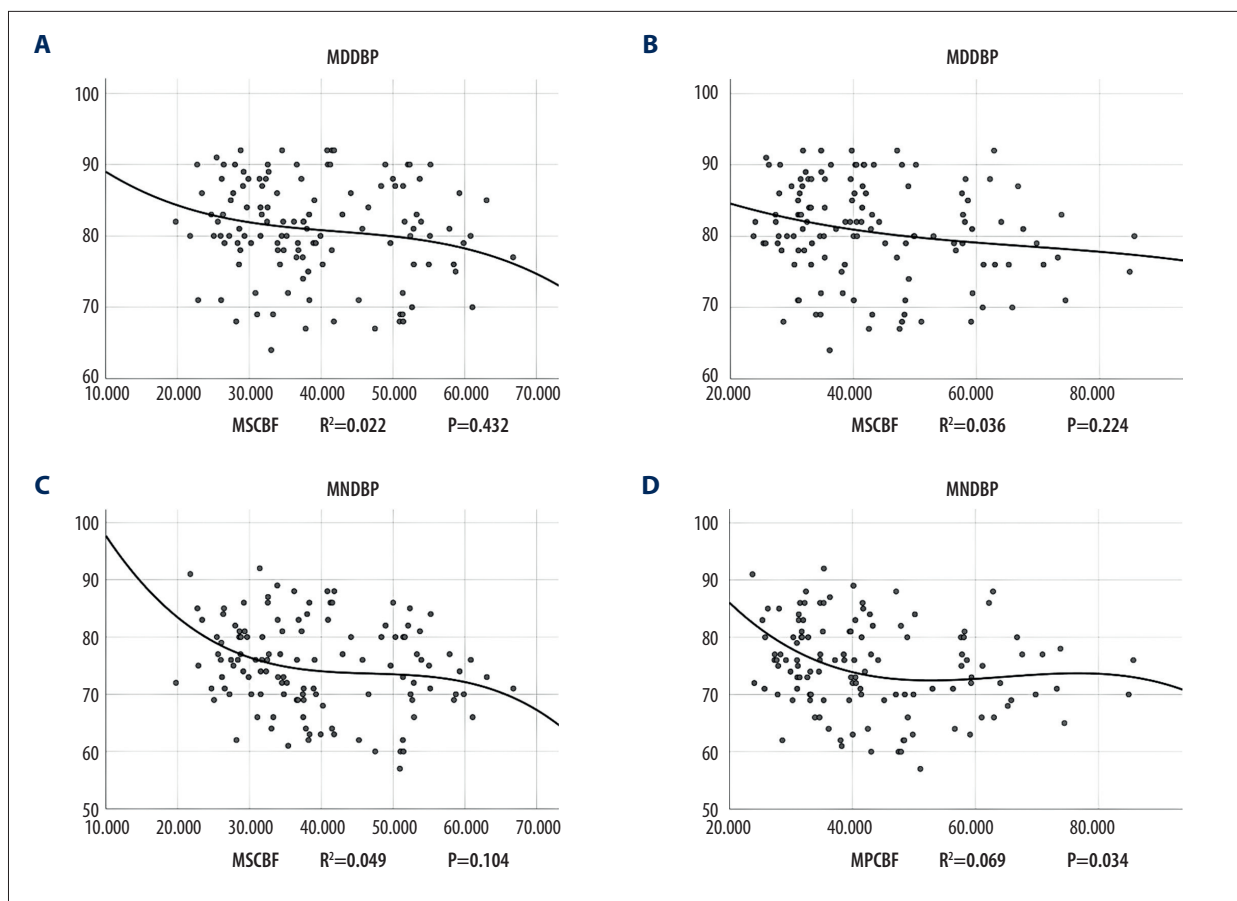 A
MDDBP
100
90
80
70
60
10.000 20.000 30.000 40.000 50.000 60.000 70.000
MSCBF R²=0.022 P=0.432
B
MDDBP
100
90
80
70
60
20.000 40.000 60.000 80.000
MSCBF R²=0.036 P=0.224
C
MNDBP
100
90
80
70
60
50
10.000 20.000 30.000 40.000 50.000 60.000 70.000
MSCBF R²=0.049 P=0.104
D
MNDBP
100
90
80
70
60
50
20.000 40.000 60.000 80.000
MPCBF R²=0.069 P=0.034